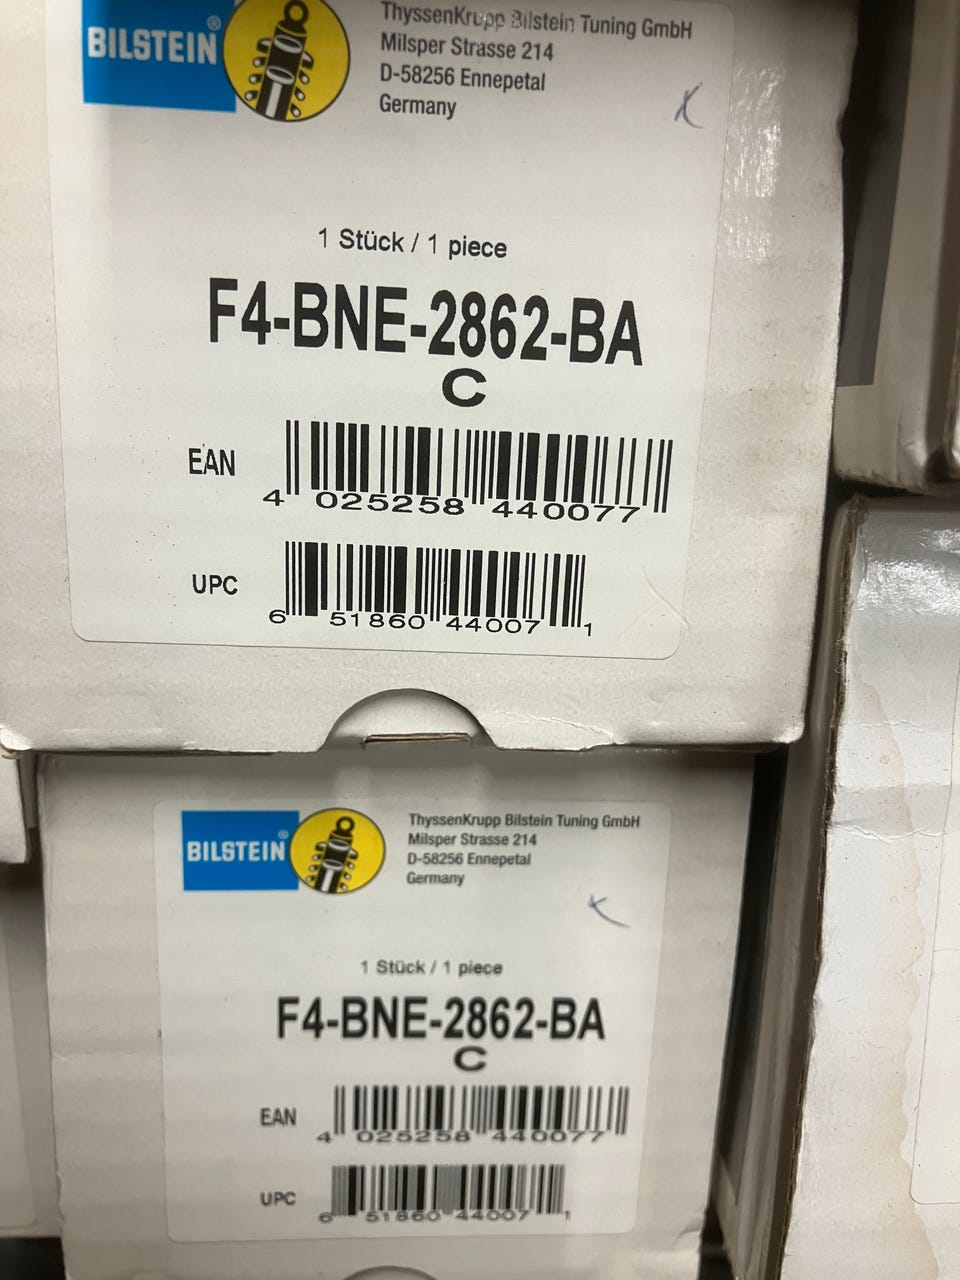 BILSTEIN®
ThyssenKrupp Bilstein Tuning GmbH
Milsper Strasse 214
D-58256 Ennepetal
Germany
1 Stück / 1 piece
F4-BNE-2862-BA
C
EAN
4 025258 440077
UPC
6 51860 44007 1
BILSTEIN®
ThyssenKrupp Bilstein Tuning GmbH
Milsper Strasse 214
D-58256 Ennepetal
Germany
1 Stück / 1 piece
F4-BNE-2862-BA
C
EAN
4 025258 440077
UPC
6 51860 44007 1